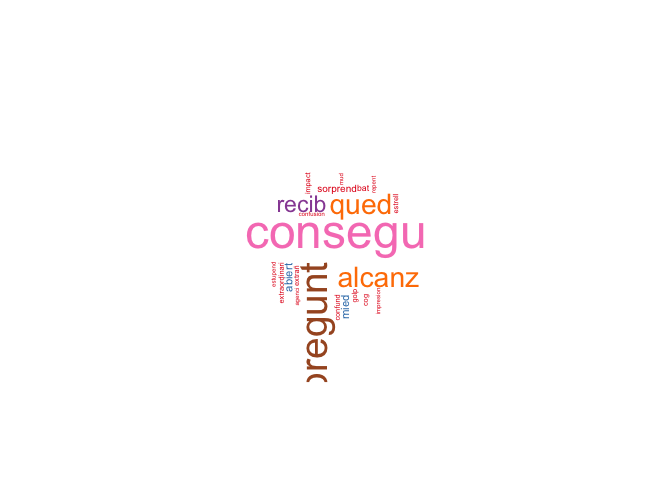 impact
mud
repent
sorprend
bat
recib
qued
estrell
confusion
consegu
estupend
extraordinari
abiert
extrañ
pregunt
alcanz
confund
mied
golp
cog
impresion